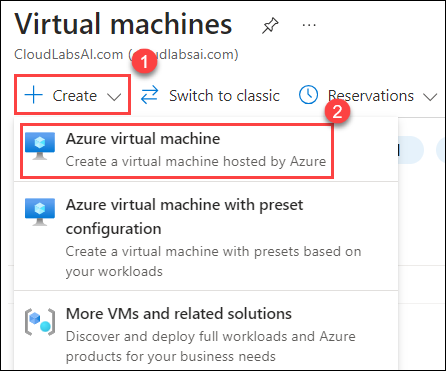 Virtual machines
CloudLabsAI.com (cloudlabsai.com)
1
Create
Switch to classic
Reservations
2
Azure virtual machine
Create a virtual machine hosted by Azure
Azure virtual machine with preset
configuration
Create a virtual machine with presets based on
your workloads
More VMs and related solutions
Discover and deploy full workloads and Azure
products for your business needs